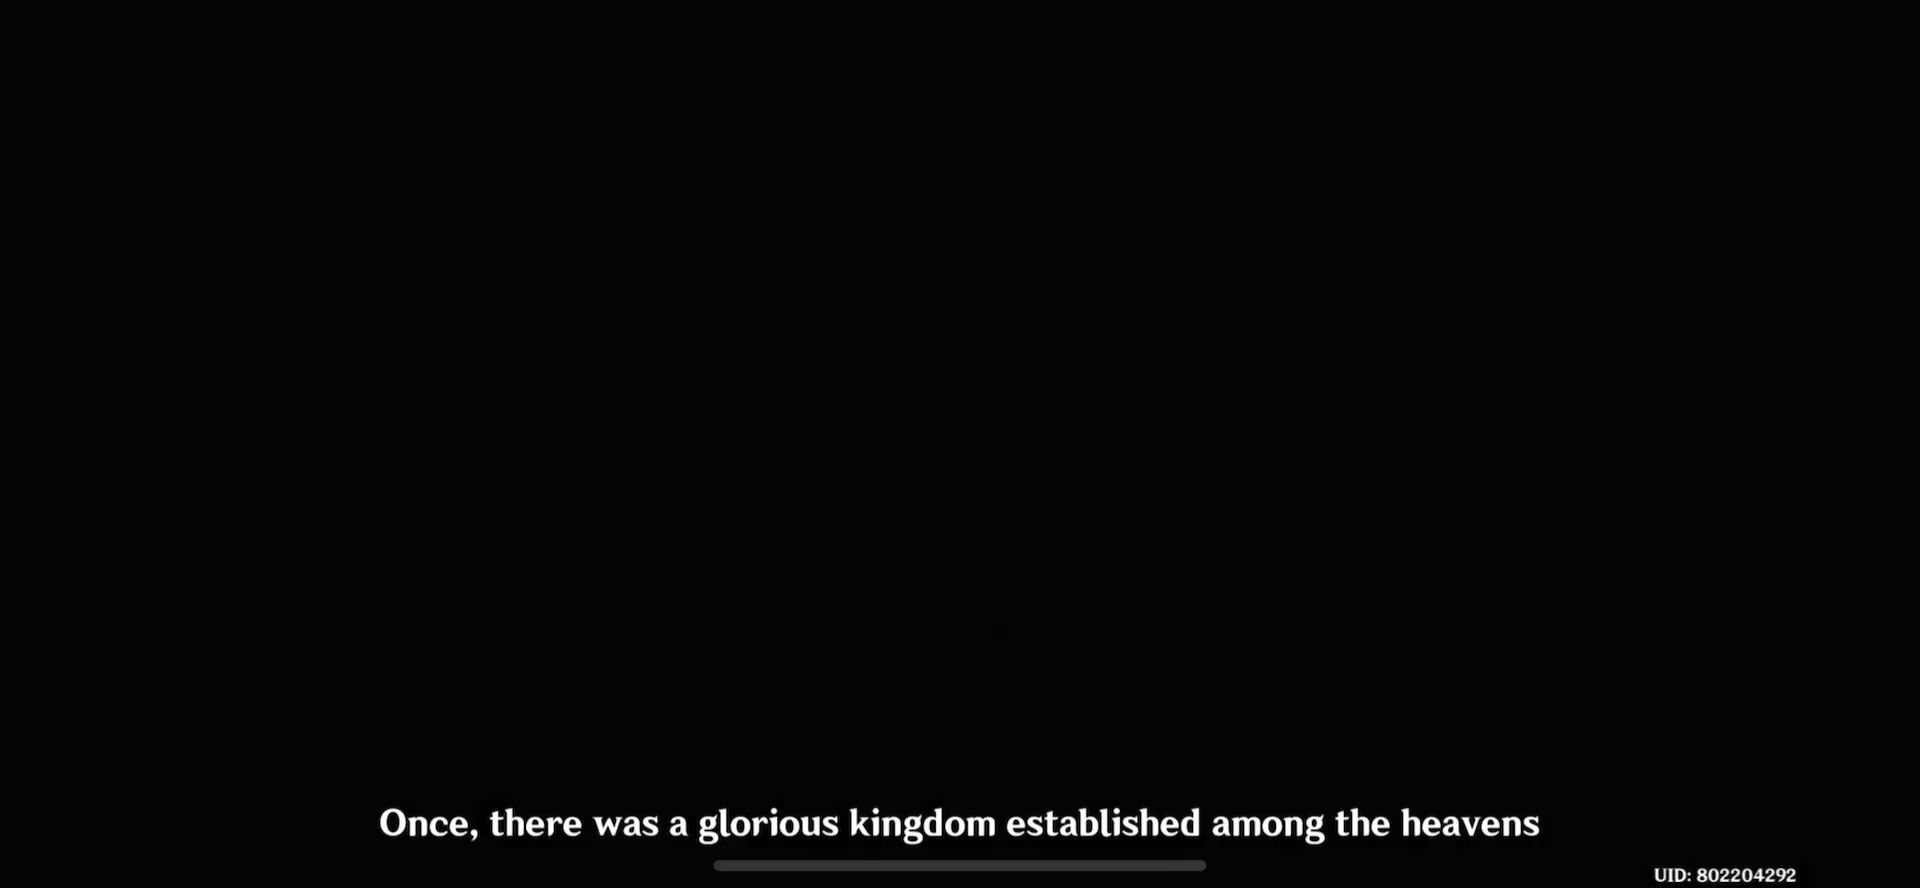 Once, there was a glorious kingdom established among the heavens
UID: 802204292